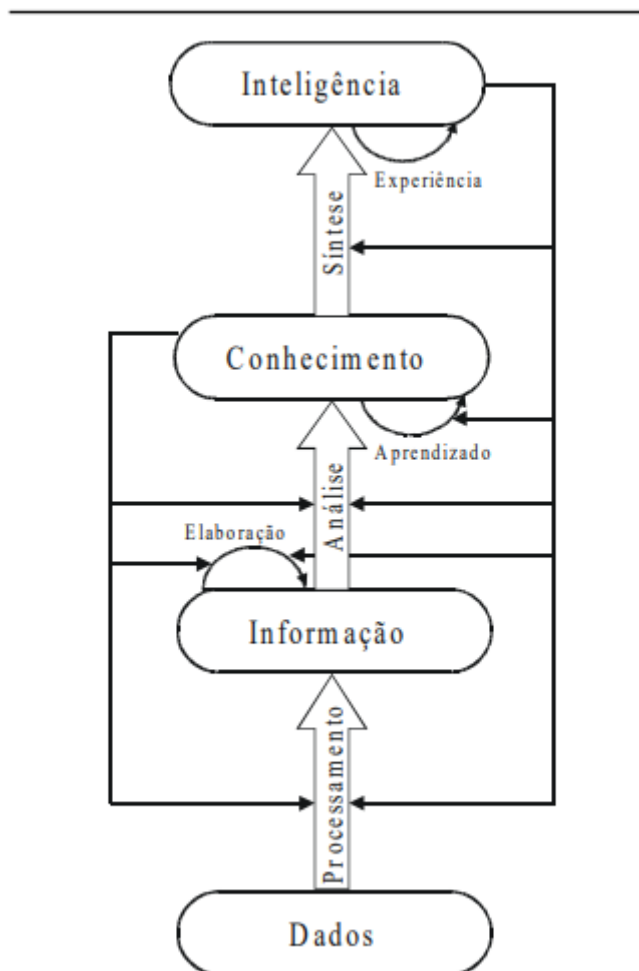 Inteligência
Experiência
Síntese
Conhecimento
Aprendizado
Análise
Elaboração
Informação
Processamento
Dados